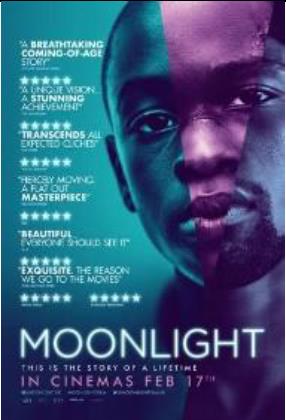 "A BREATHTAKING
COMING-OF-AGE
STORY"
"A UNIQUE VISION...
A STUNNING
ACHIEVEMENT"
"TRANSCENDS ALL
EXPECTED CLICHÉS"
"FIERCELY MOVING.
A FLAT OUT
MASTERPIECE"
"BEAUTIFUL.
EVERYONE SHOULD SEE IT"
"EXQUISITE. THE REASON
WE GO TO THE MOVIES"
MOONLIGHT
THIS IS THE STORY OF A LIFETIME
IN CINEMAS FEB 17TH